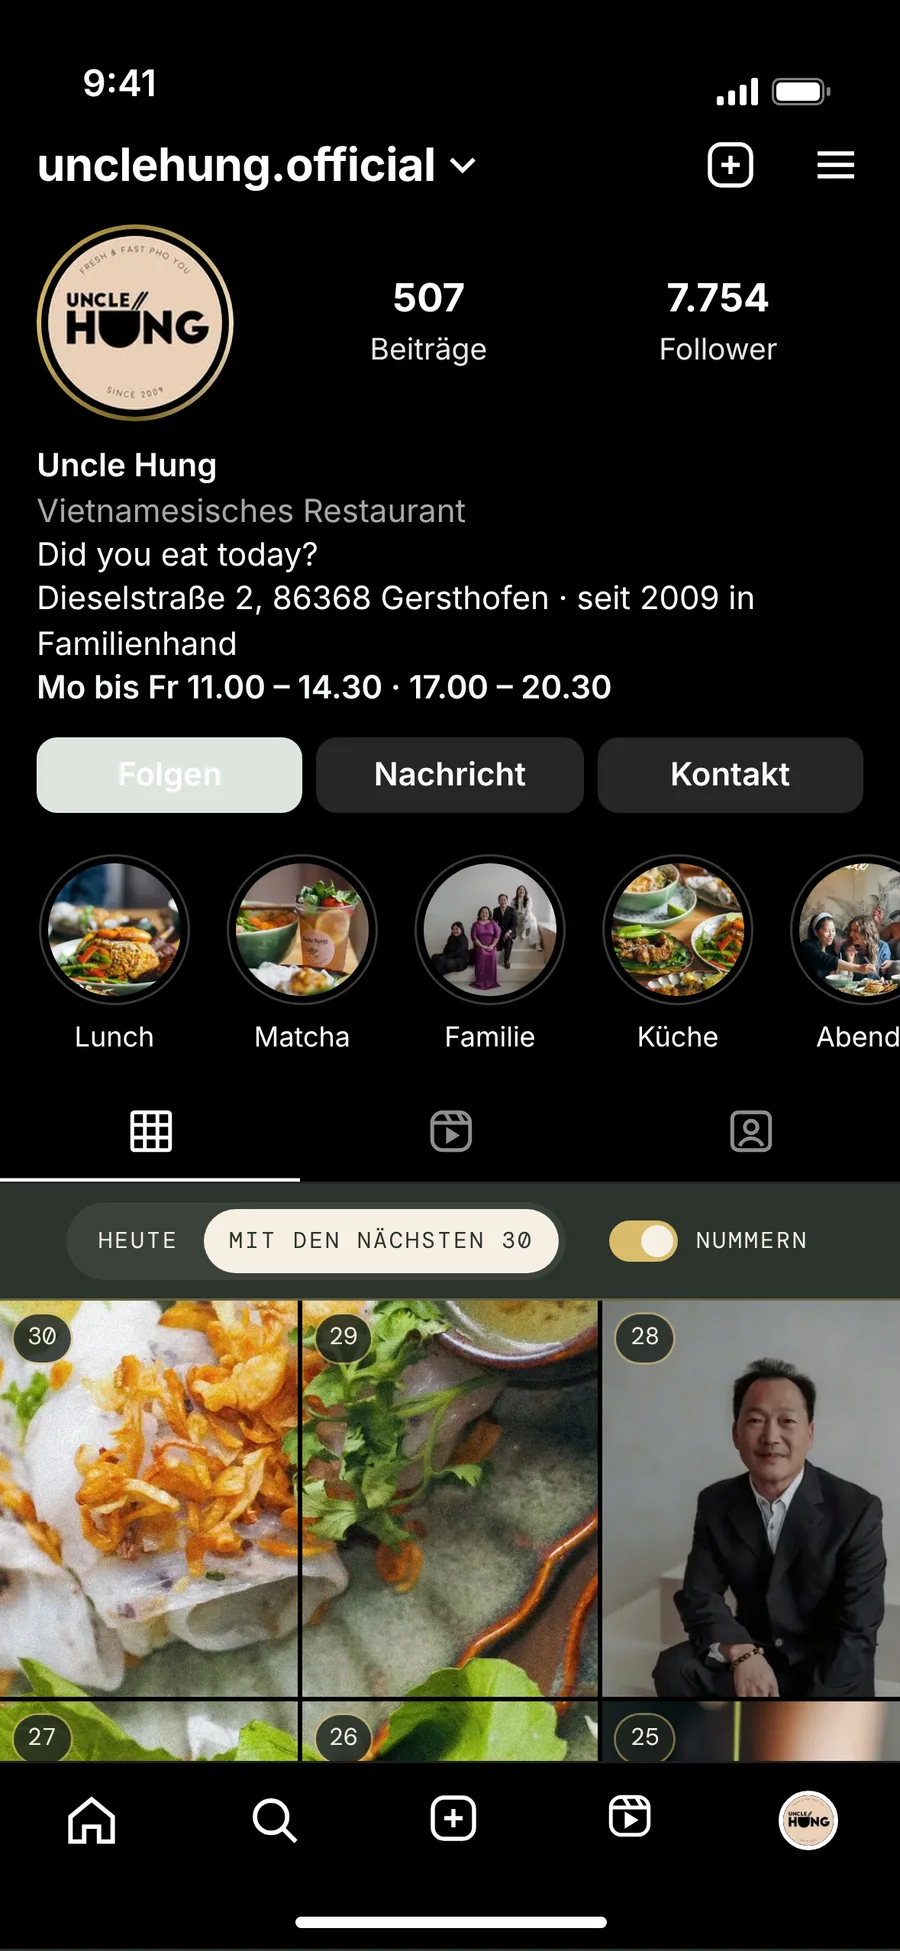 9:41
unclehung.official
FRESH & FAST PHO YOU
UNCLE
HUNG
SINCE 2009
507
Beiträge
7.754
Follower
Uncle Hung
Vietnamesisches Restaurant
Did you eat today?
Dieselstraße 2, 86368 Gersthofen · seit 2009 in
Familienhand
Mo bis Fr 11.00 – 14.30 · 17.00 – 20.30
Folgen
Nachricht
Kontakt
Lunch
Matcha
Familie
Küche
Abend
HEUTE
MIT DEN NÄCHSTEN 30
NUMMERN
30
29
28
27
26
25
UNCLE
HUNG